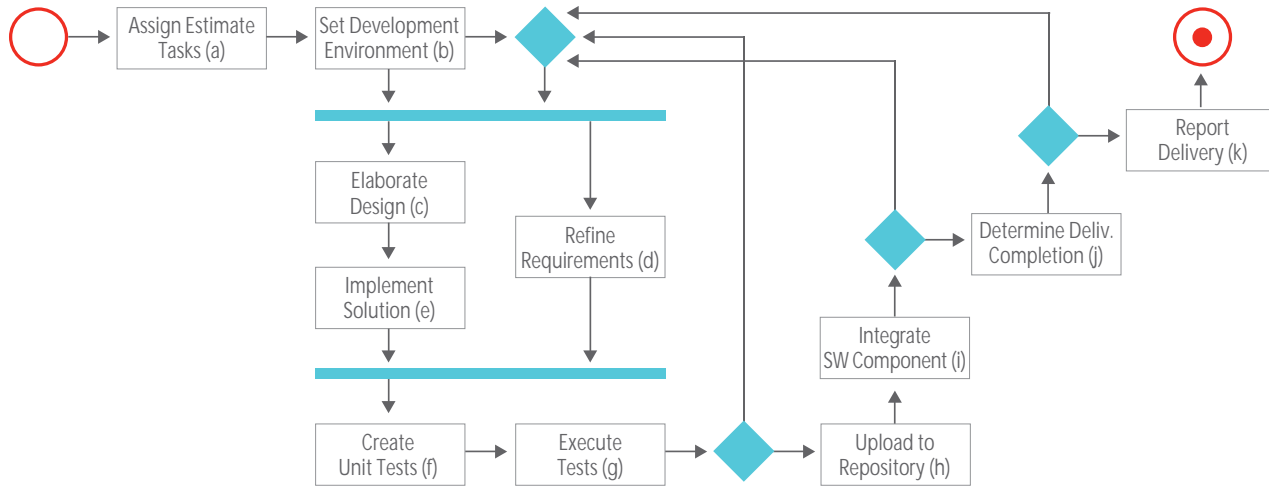 Assign Estimate
Tasks (a)
Set Development
Environment (b)
Report
Delivery (k)
Elaborate
Design (c)
Refine
Requirements (d)
Determine Deliv.
Completion (j)
Implement
Solution (e)
Integrate
SW Component (i)
Create
Unit Tests (f)
Execute
Tests (g)
Upload to
Repository (h)